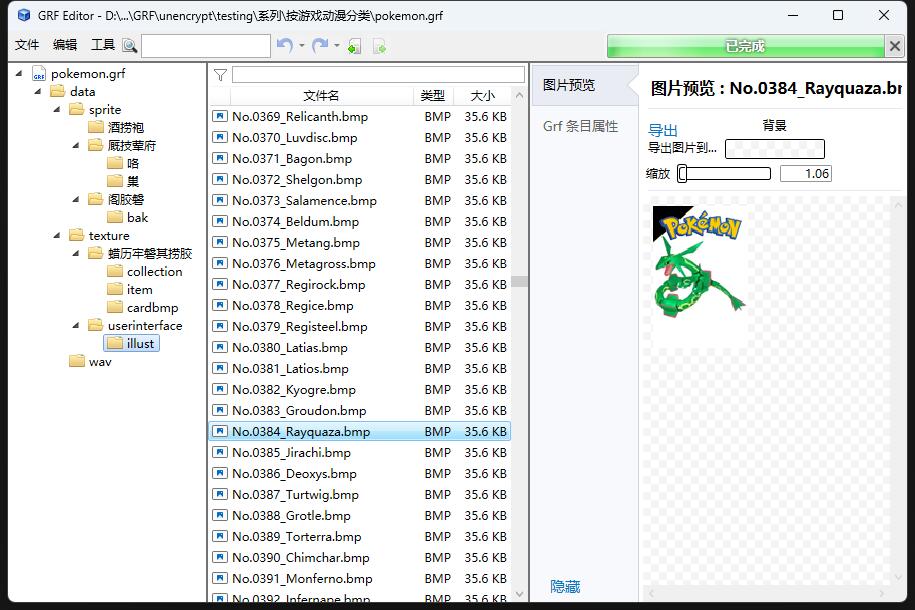 GRF Editor - D:\...\GRF\unencrypt\testing\系列\按游戏动漫分类\pokemon.grf
文件 编辑 工具
已完成
pokemon.grf
data
sprite
酒捞袍
厩技荤府
咯
巢
阁胶磐
bak
texture
蜡历牢磐其捞胶
collection
item
cardbmp
userinterface
illust
wav
文件名 类型 大小
No.0369_Relicanth.bmp BMP 35.6 KB
No.0370_Luvdisc.bmp BMP 35.6 KB
No.0371_Bagon.bmp BMP 35.6 KB
No.0372_Shelgon.bmp BMP 35.6 KB
No.0373_Salamence.bmp BMP 35.6 KB
No.0374_Beldum.bmp BMP 35.6 KB
No.0375_Metang.bmp BMP 35.6 KB
No.0376_Metagross.bmp BMP 35.6 KB
No.0377_Regirock.bmp BMP 35.6 KB
No.0378_Regice.bmp BMP 35.6 KB
No.0379_Registeel.bmp BMP 35.6 KB
No.0380_Latias.bmp BMP 35.6 KB
No.0381_Latios.bmp BMP 35.6 KB
No.0382_Kyogre.bmp BMP 35.6 KB
No.0383_Groudon.bmp BMP 35.6 KB
No.0384_Rayquaza.bmp BMP 35.6 KB
No.0385_Jirachi.bmp BMP 35.6 KB
No.0386_Deoxys.bmp BMP 35.6 KB
No.0387_Turtwig.bmp BMP 35.6 KB
No.0388_Grotle.bmp BMP 35.6 KB
No.0389_Torterra.bmp BMP 35.6 KB
No.0390_Chimchar.bmp BMP 35.6 KB
No.0391_Monferno.bmp BMP 35.6 KB
No.0392_Infernape.bmp BMP 35.6 KB
图片预览
Grf 条目属性
隐藏
图片预览 : No.0384_Rayquaza.br
导出 背景
导出图片到...
缩放 1.06
POKéMON